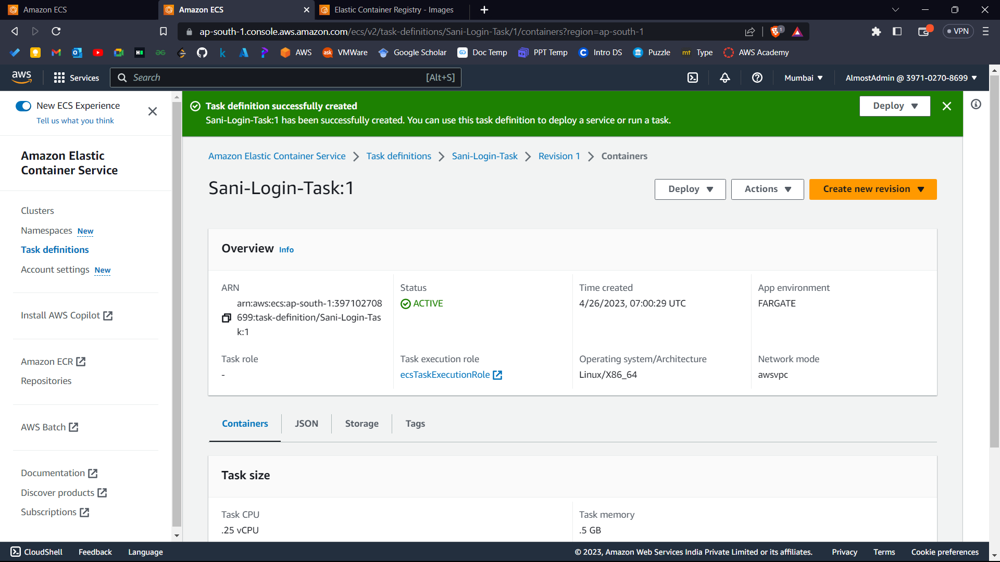 Amazon ECS
Amazon ECS
Elastic Container Registry - Images
ap-south-1.console.aws.amazon.com/ecs/v2/task-definitions/Sani-Login-Task/1/containers?region=ap-south-1
1
VPN
AWS
VMWare
Google Scholar
Doc Temp
PPT Temp
Intro DS
Puzzle
mt Type
AWS Academy
aws
Services
Search
[Alt+S]
Mumbai
AlmostAdmin @ 3971-0270-8699
New ECS Experience
Tell us what you think
Amazon Elastic
Container Service
Clusters
Namespaces New
Task definitions
Account settings New
Install AWS Copilot
Amazon ECR
Repositories
AWS Batch
Documentation
Discover products
Subscriptions
Task definition successfully created
Sani-Login-Task:1 has been successfully created. You can use this task definition to deploy a service or run a task.
Deploy
Amazon Elastic Container Service
Task definitions
Sani-Login-Task
Revision 1
Containers
Sani-Login-Task:1
Deploy
Actions
Create new revision
Overview Info
ARN
arn:aws:ecs:ap-south-1:397102708
699:task-definition/Sani-Login-Tas
k:1
Status
ACTIVE
Time created
4/26/2023, 07:00:29 UTC
App environment
FARGATE
Task role
-
Task execution role
ecsTaskExecutionRole
Operating system/Architecture
Linux/X86_64
Network mode
awsvpc
Containers
JSON
Storage
Tags
Task size
Task CPU
.25 vCPU
Task memory
.5 GB
CloudShell
Feedback
Language
© 2023, Amazon Web Services India Private Limited or its affiliates.
Privacy
Terms
Cookie preferences